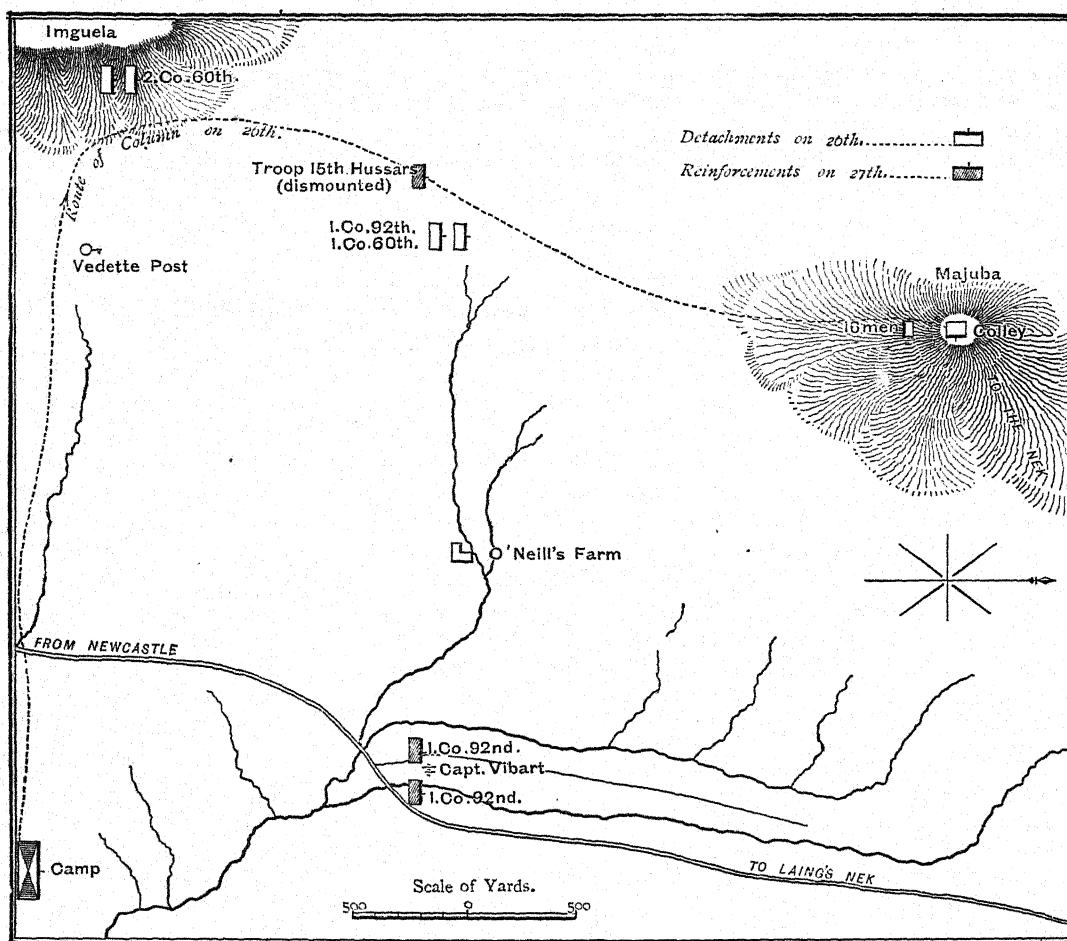 Imguela
2.Co.60th.
Route of Column on 26th.
Troop 15th. Hussars
(dismounted)
1.Co.92th.
1.Co.60th.
Vedette Post
Detachments on 26th.
Reinforcements on 27th.
Majuba
16 men
Colley
TO THE NEK.
O'Neill's Farm
FROM NEWCASTLE
1.Co.92nd.
Capt. Vibart
1.Co.92nd.
Camp
TO LAING'S NEK
Scale of Yards.
500 0 500